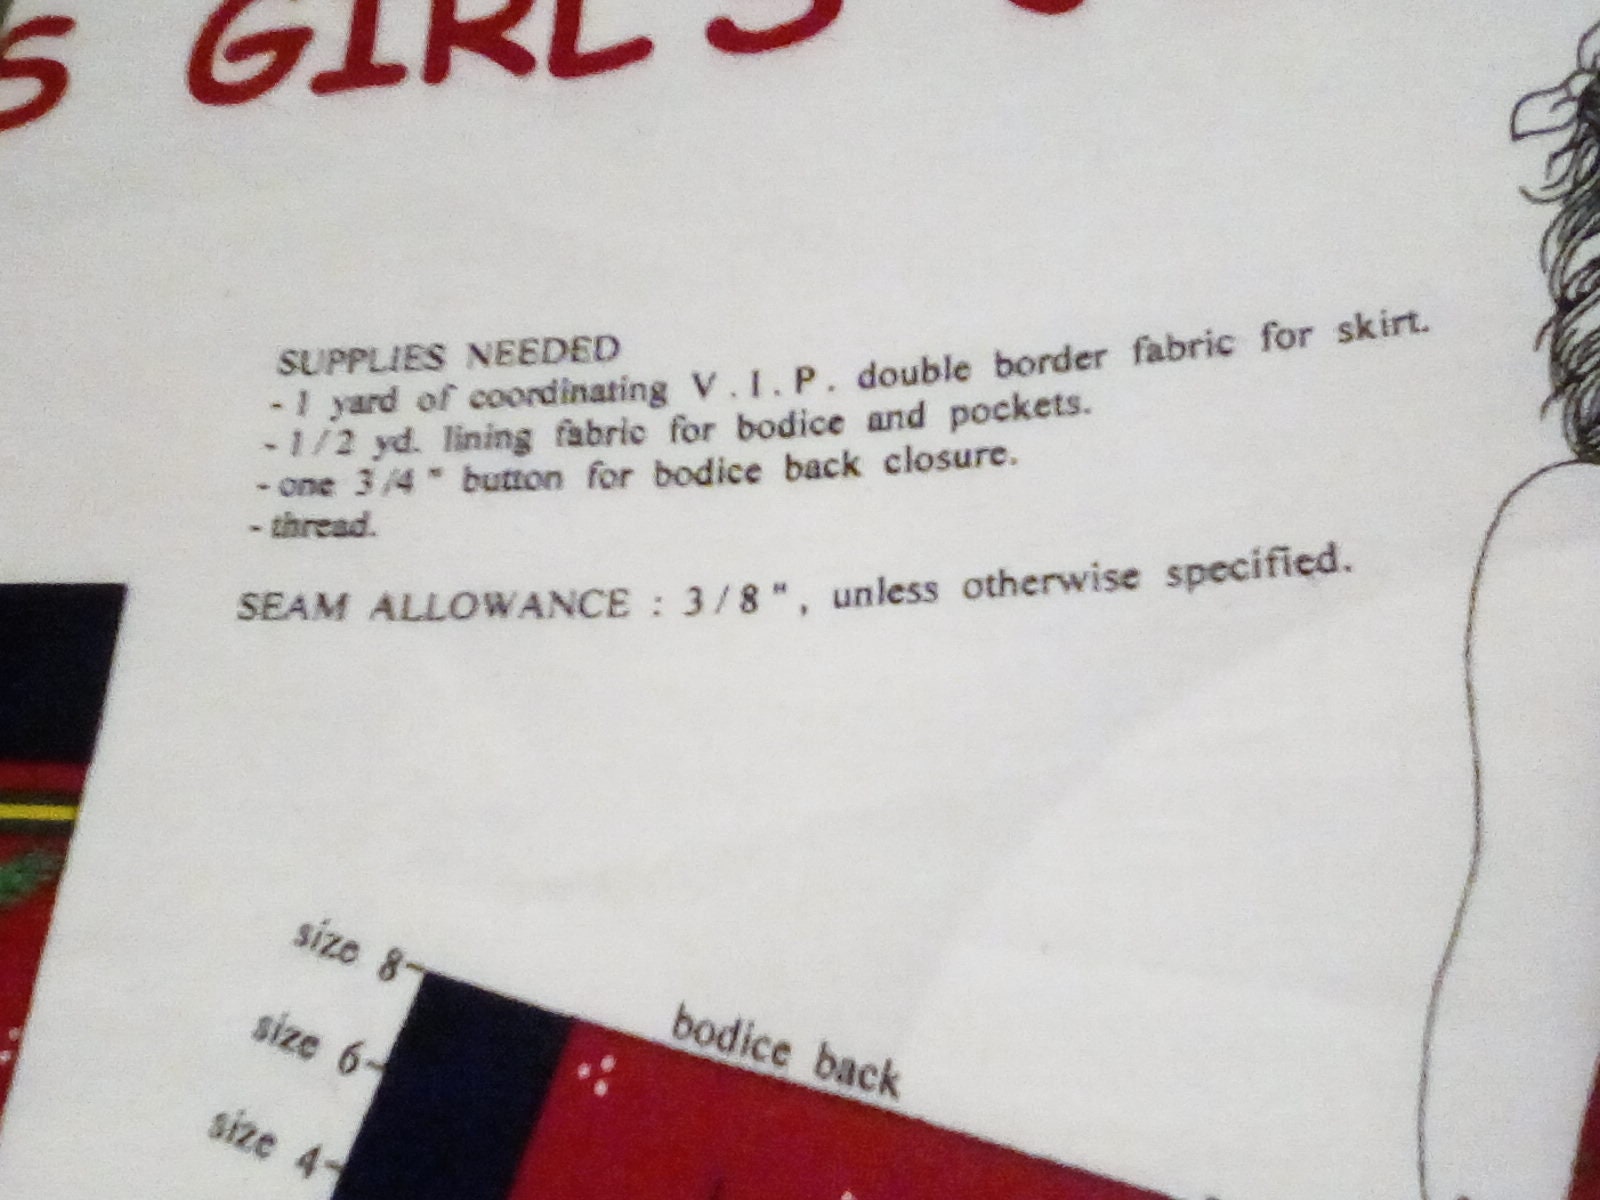 S GIRL'S
SUPPLIES NEEDED
- 1 yard of coordinating V.I.P. double border fabric for skirt.
- 1/2 yd. lining fabric for bodice and pockets.
- one 3/4" button for bodice back closure.
- thread.
SEAM ALLOWANCE : 3/8", unless otherwise specified.
size 8-
size 6-
size 4-
bodice back